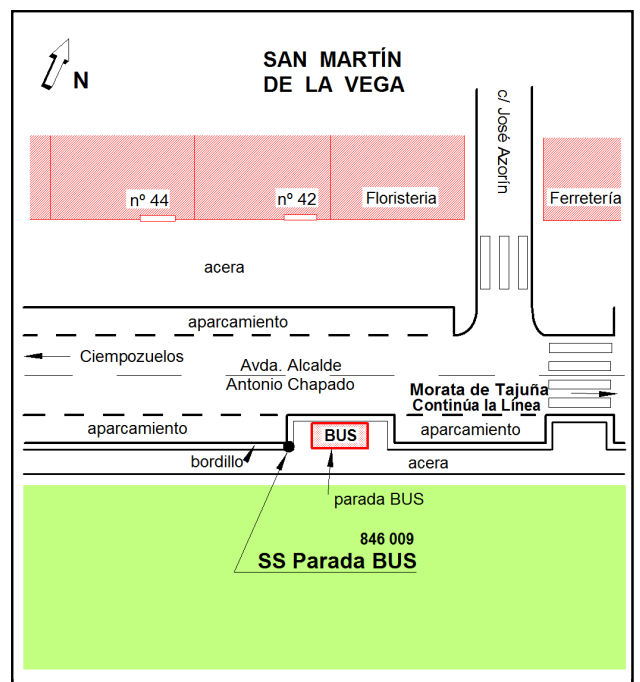 N
SAN MARTÍN
DE LA VEGA
c/ José Azorín
nº 44
nº 42
Floristeria
Ferretería
acera
aparcamiento
Ciempozuelos
Avda. Alcalde
Antonio Chapado
Morata de Tajuña
Continúa la Línea
aparcamiento
BUS
aparcamiento
bordillo
acera
parada BUS
846 009
SS Parada BUS